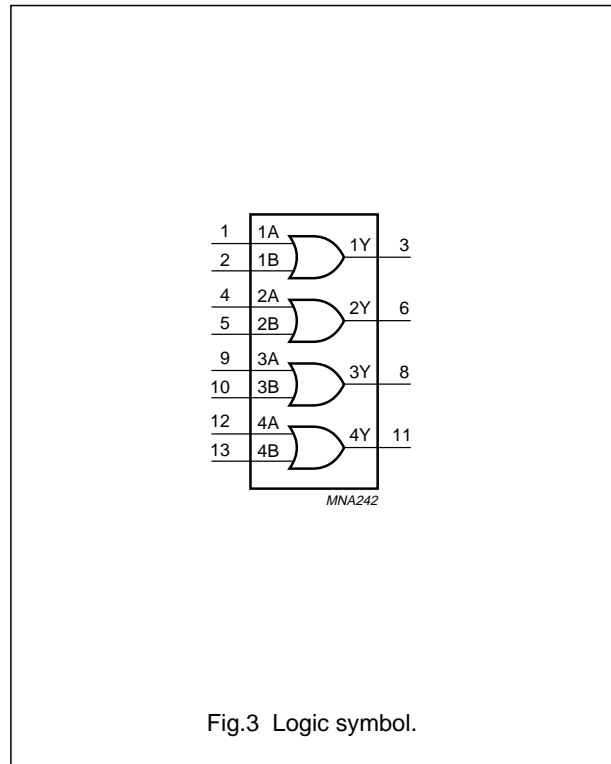 1 1A 1Y 3
2 1B
4 2A 2Y 6
5 2B
9 3A 3Y 8
10 3B
12 4A 4Y 11
13 4B
MNA242
Fig.3 Logic symbol.